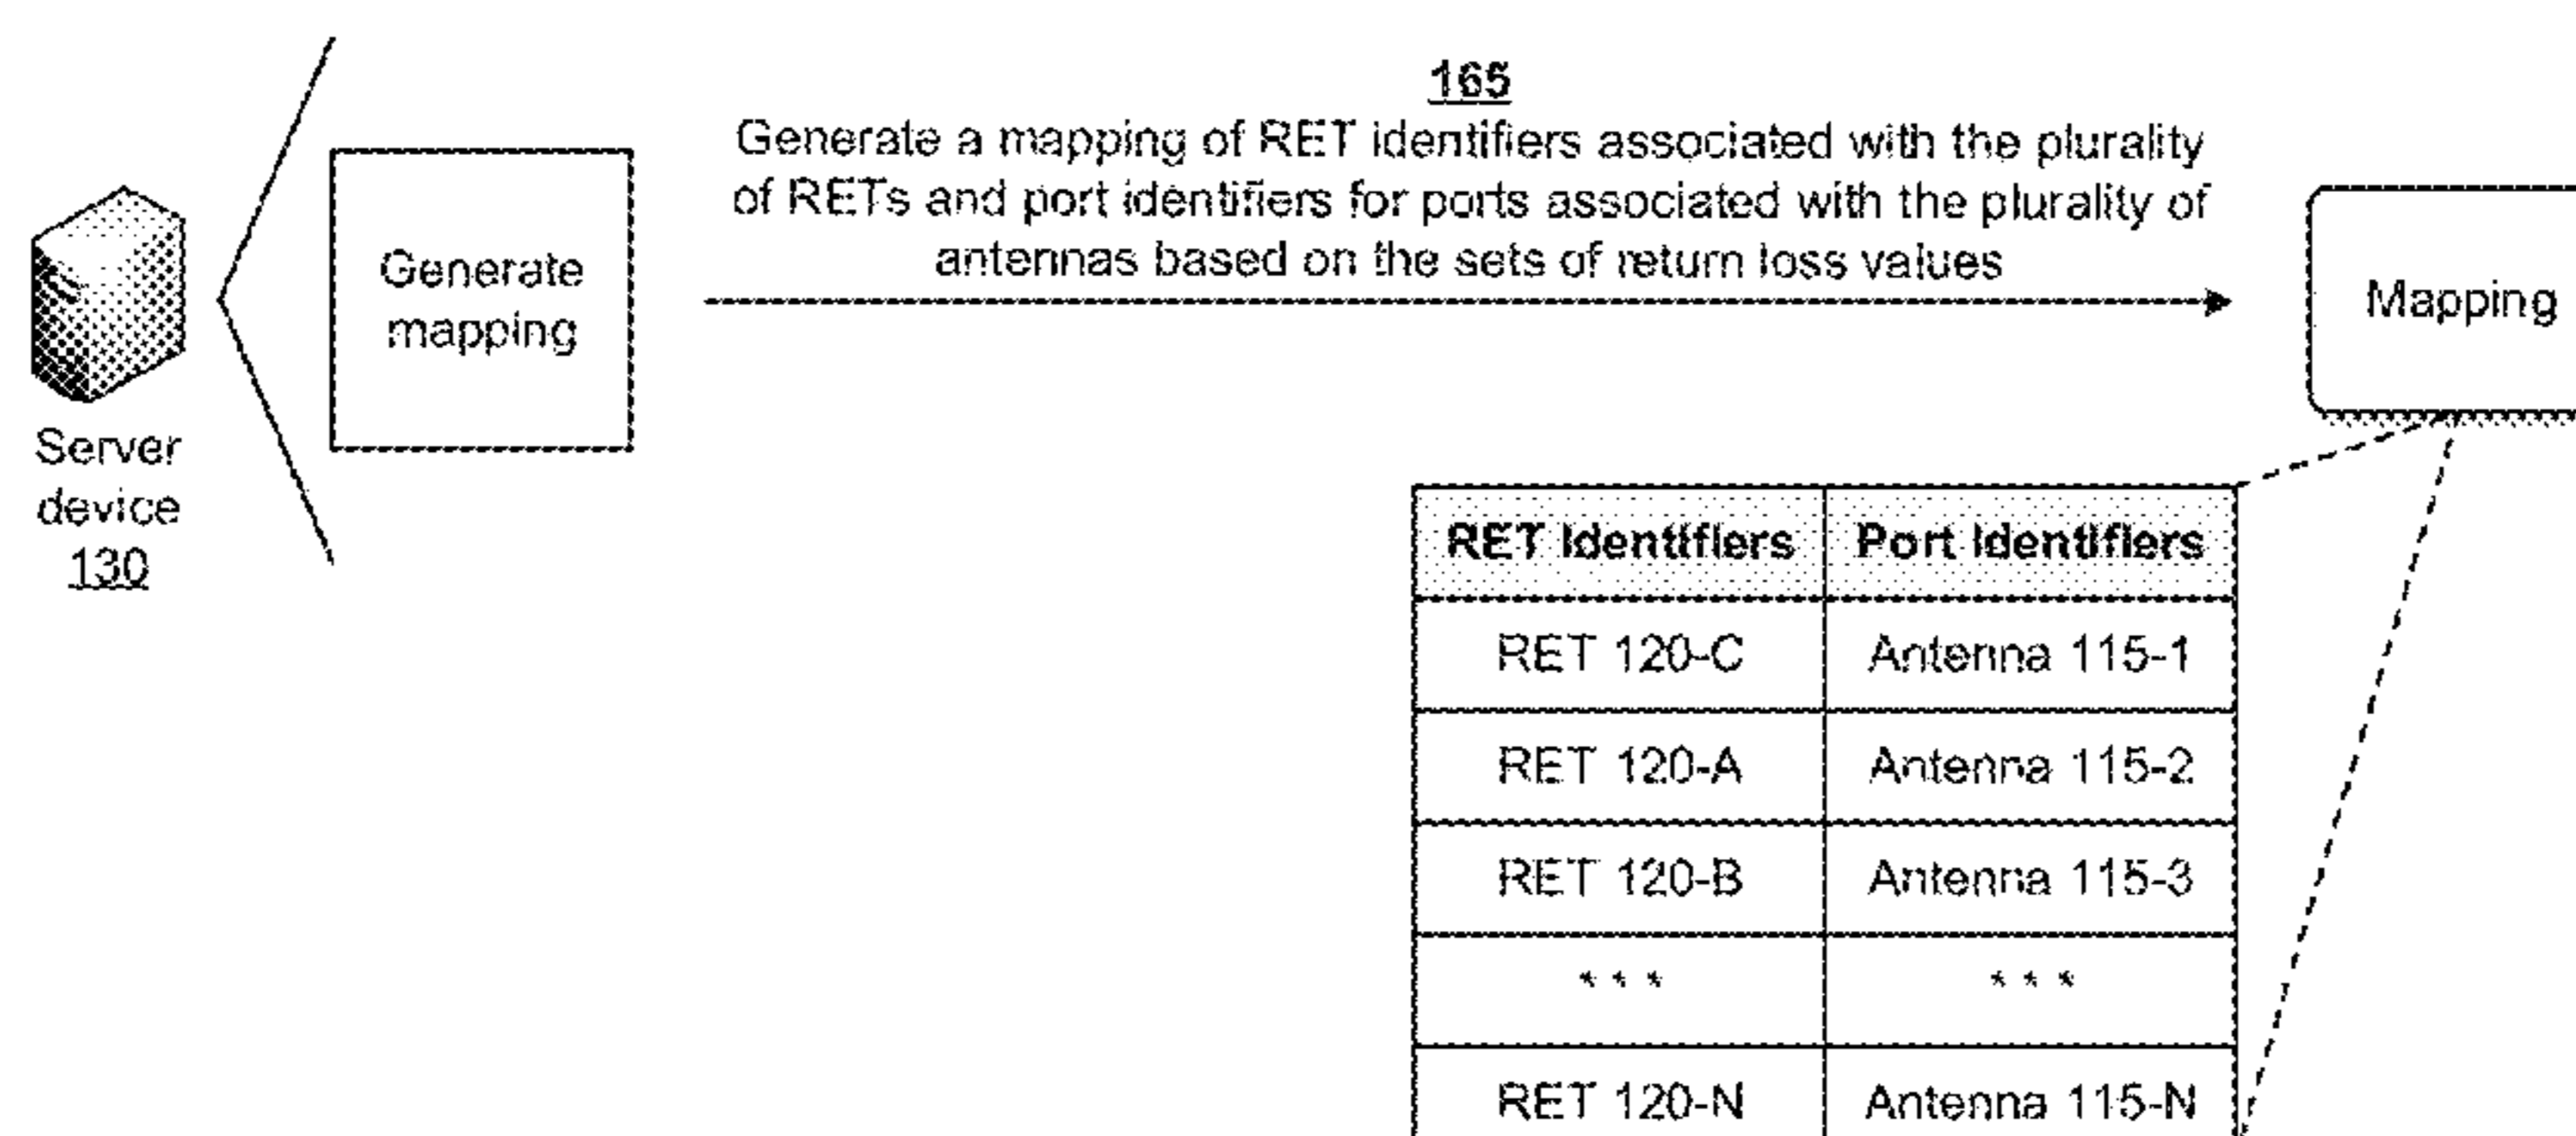 165
Generate a mapping of RET identifiers associated with the plurality
of RETs and port identifiers for ports associated with the plurality of
antennas based on the sets of return loss values
Generate
mapping
Mapping
Server
device
130
RET Identifiers Port Identifiers
RET 120-C Antenna 115-1
RET 120-A Antenna 115-2
RET 120-B Antenna 115-3
* * * * * *
RET 120-N Antenna 115-N